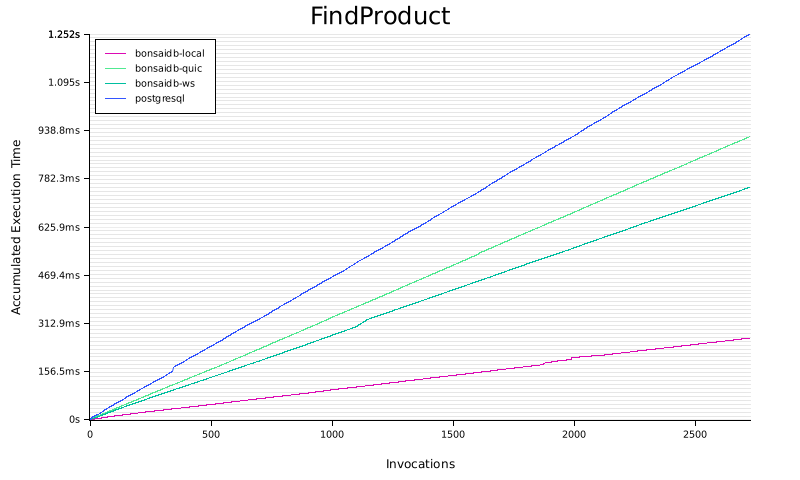 FindProduct
1.252s
bonsaidb-local
bonsaidb-quic
bonsaidb-ws
postgresql
1.095s
938.8ms
782.3ms
625.9ms
469.4ms
312.9ms
156.5ms
0s
Accumulated Execution Time
0 500 1000 1500 2000 2500
Invocations